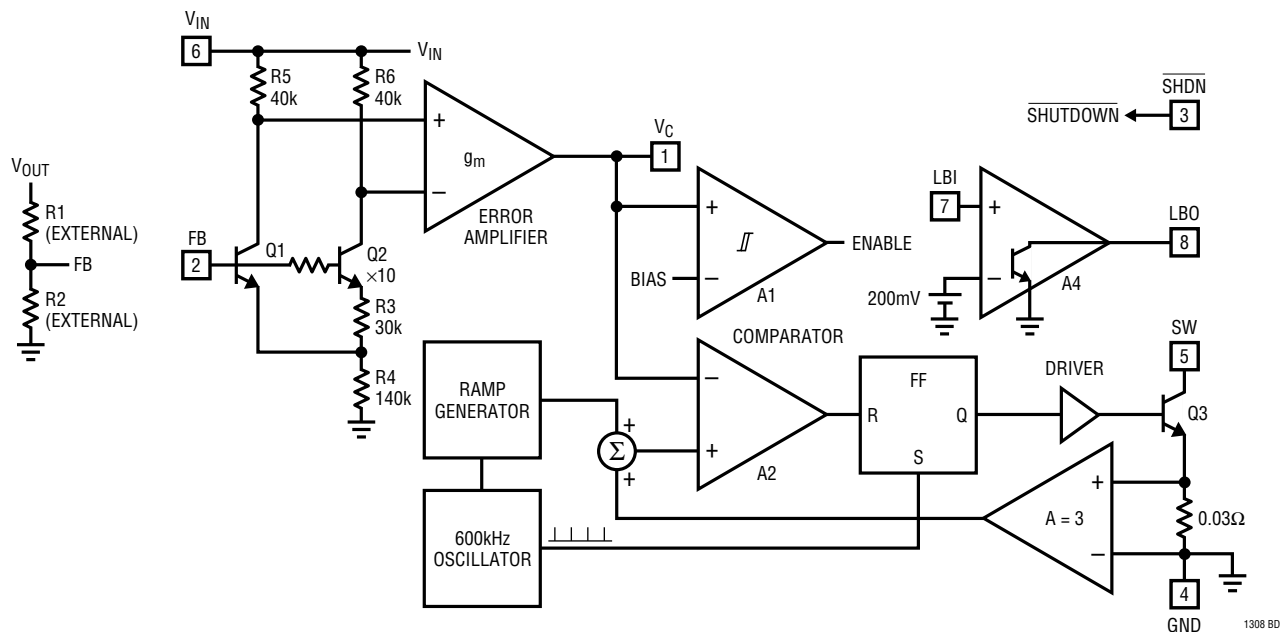 VIN
6
VIN
R5
40k
R6
40k
+
gm
−
ERROR
AMPLIFIER
VC
1
SHDN
3
SHUTDOWN
VOUT
R1
(EXTERNAL)
FB
R2
(EXTERNAL)
FB
2
Q1
Q2
×10
R3
30k
R4
140k
+
−
BIAS
A1
ENABLE
LBI
7
+
−
200mV
A4
LBO
8
COMPARATOR
RAMP
GENERATOR
+
Σ
+
−
+
A2
FF
R
Q
S
DRIVER
SW
5
Q3
600kHz
OSCILLATOR
A = 3
+
−
0.03Ω
4
GND
1308 BD